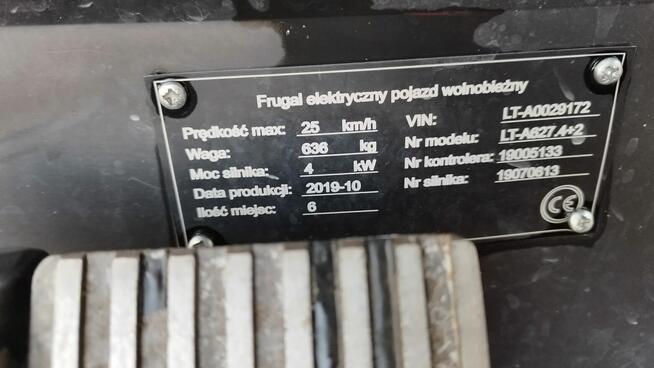 Frugal elektryczny pojazd wolnobieżny
Prędkość max: 25 km/h
Waga: 636 kg
Moc silnika: 4 kW
Data produkcji: 2019-10
Ilość miejsc: 6
VIN: LT-A0029172
Nr modelu: LT-A627.4+2
Nr kontrolera: 19005133
Nr silnika: 19070613
CE